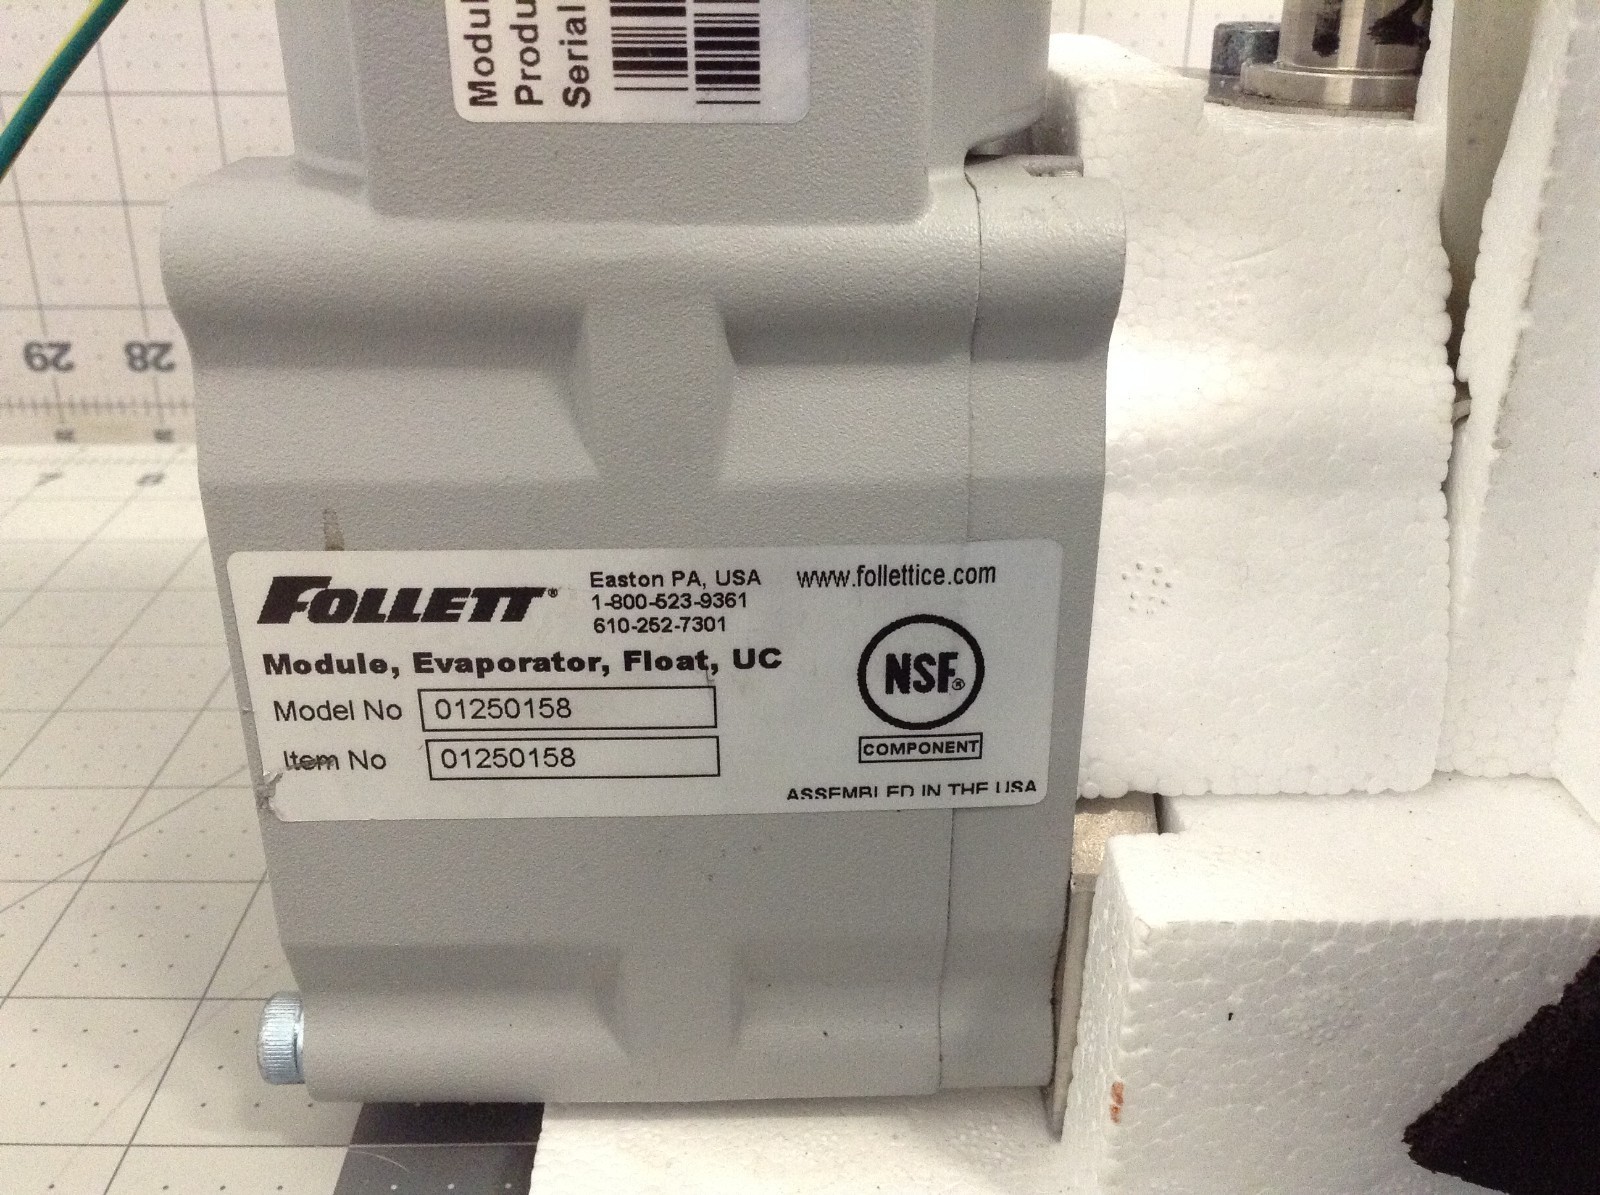 Modul
Produ
Serial
29 28
FOLLETT®
Easton PA, USA
1-800-523-9361
610-252-7301
www.follettice.com
Module, Evaporator, Float, UC
Model No 01250158
Item No 01250158
NSF®
COMPONENT
ASSEMBLED IN THE USA